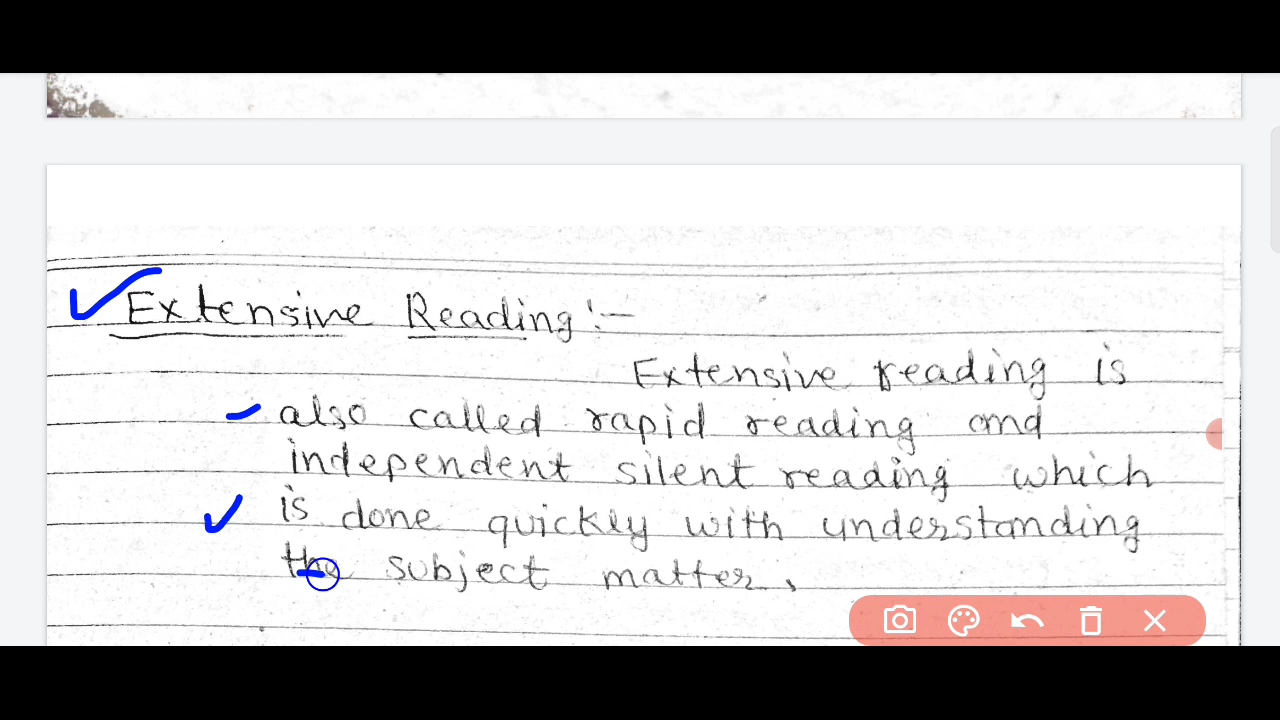 Extensive Reading :-
Extensive reading is
also called rapid reading and
independent silent reading which
is done quickly with understanding
the subject matter.